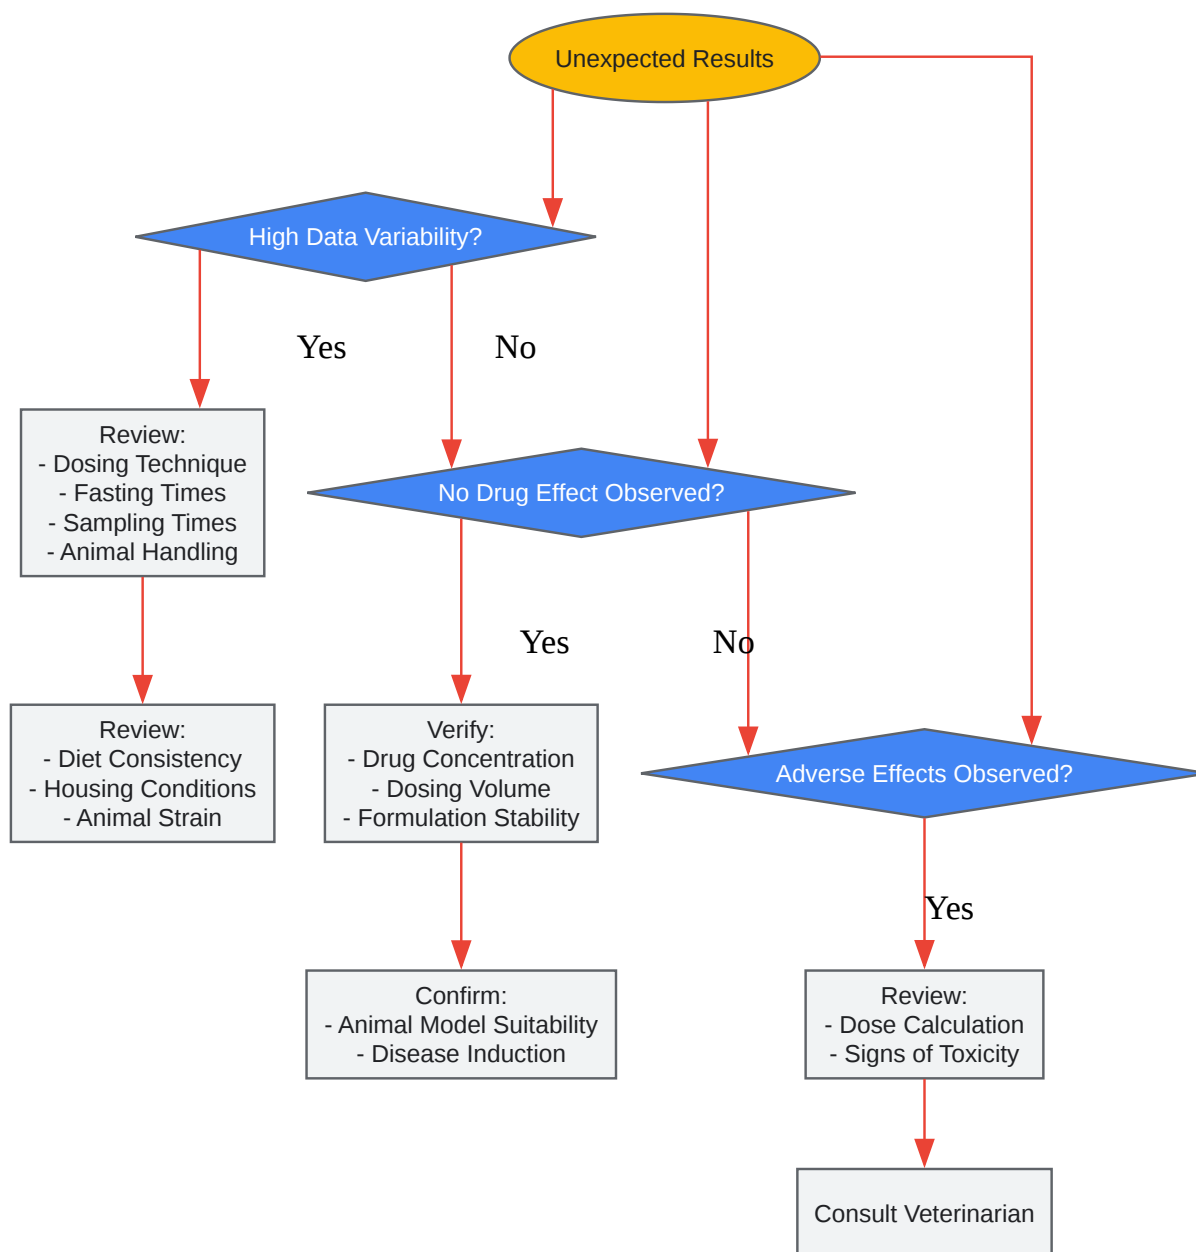 Unexpected Results
High Data Variability?
Yes
No
Review:
- Dosing Technique
- Fasting Times
- Sampling Times
- Animal Handling
No Drug Effect Observed?
Yes
No
Review:
- Diet Consistency
- Housing Conditions
- Animal Strain
Verify:
- Drug Concentration
- Dosing Volume
- Formulation Stability
Adverse Effects Observed?
Yes
Confirm:
- Animal Model Suitability
- Disease Induction
Review:
- Dose Calculation
- Signs of Toxicity
Consult Veterinarian